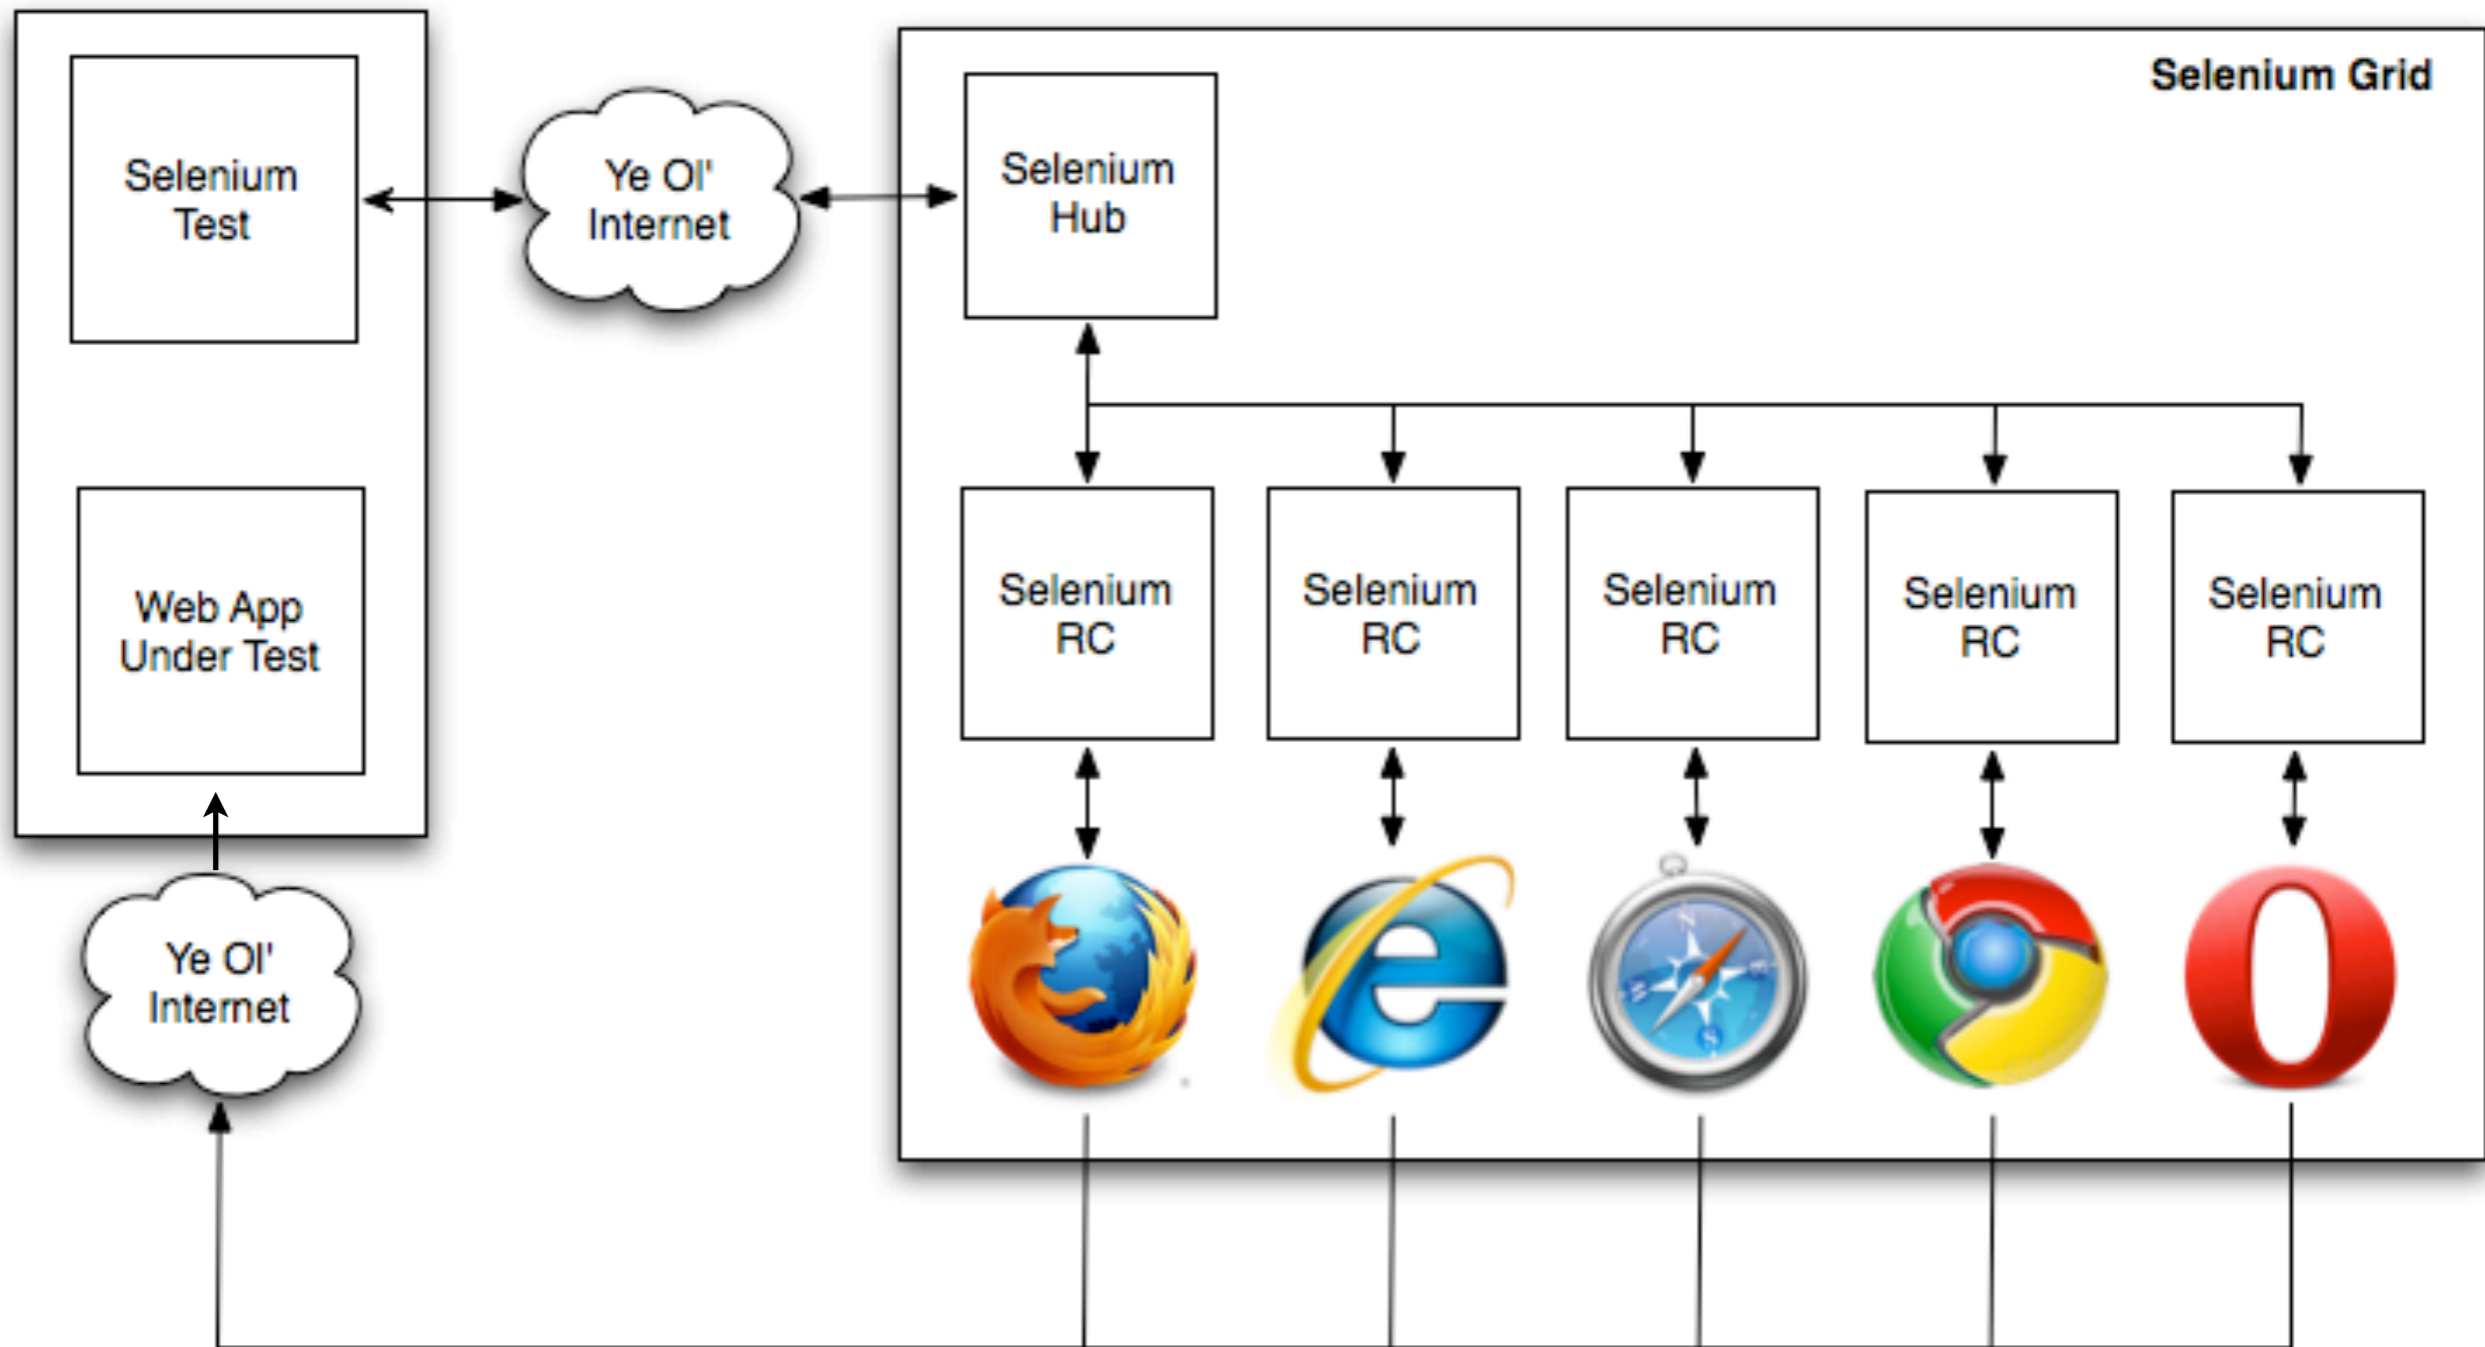 Selenium
Test
Ye Ol'
Internet
Selenium Grid
Selenium
Hub
Web App
Under Test
Selenium
RC
Selenium
RC
Selenium
RC
Selenium
RC
Selenium
RC
Ye Ol'
Internet
N
E
S
W